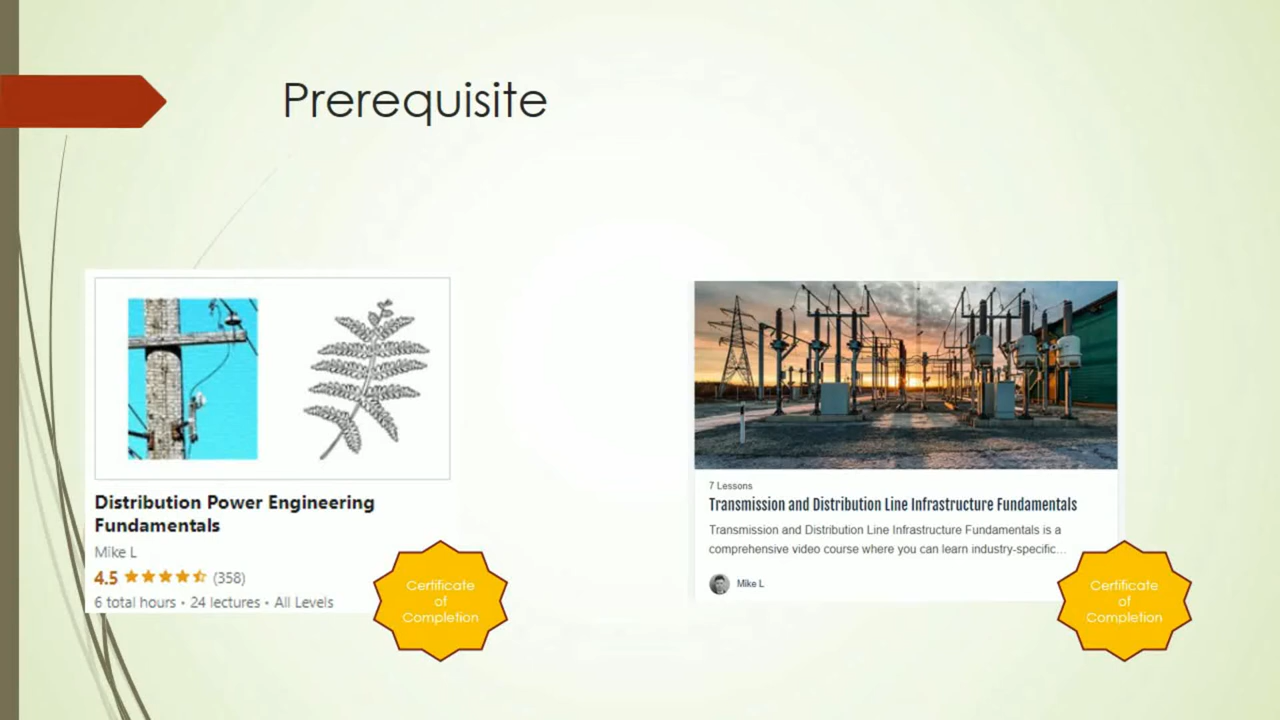 Prerequisite
Distribution Power Engineering
Fundamentals
Mike L
4.5 (358)
6 total hours • 24 lectures • All Levels
Certificate
of
Completion
7 Lessons
Transmission and Distribution Line Infrastructure Fundamentals
Transmission and Distribution Line Infrastructure Fundamentals is a
comprehensive video course where you can learn industry-specific...
Mike L
Certificate
of
Completion